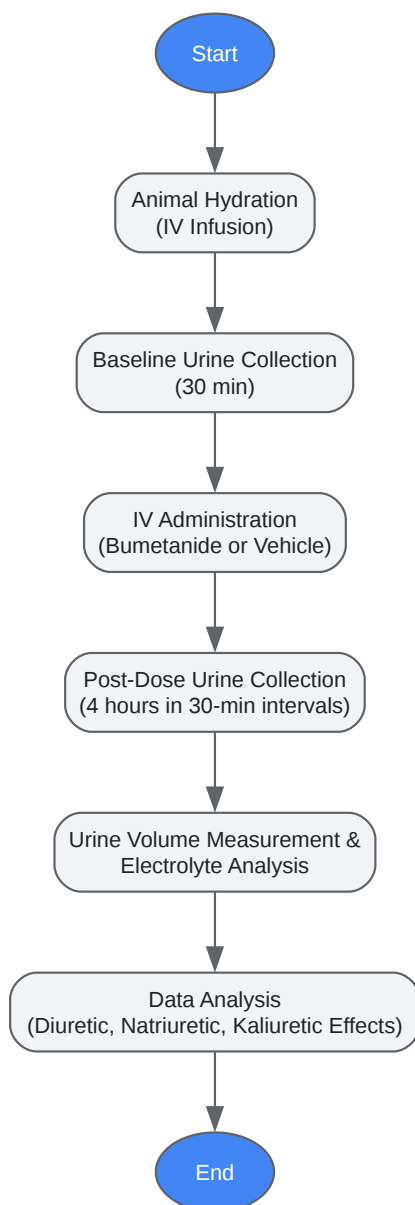 Start
Animal Hydration
(IV Infusion)
Baseline Urine Collection
(30 min)
IV Administration
(Bumetanide or Vehicle)
Post-Dose Urine Collection
(4 hours in 30-min intervals)
Urine Volume Measurement &
Electrolyte Analysis
Data Analysis
(Diuretic, Natriuretic, Kaliuretic Effects)
End